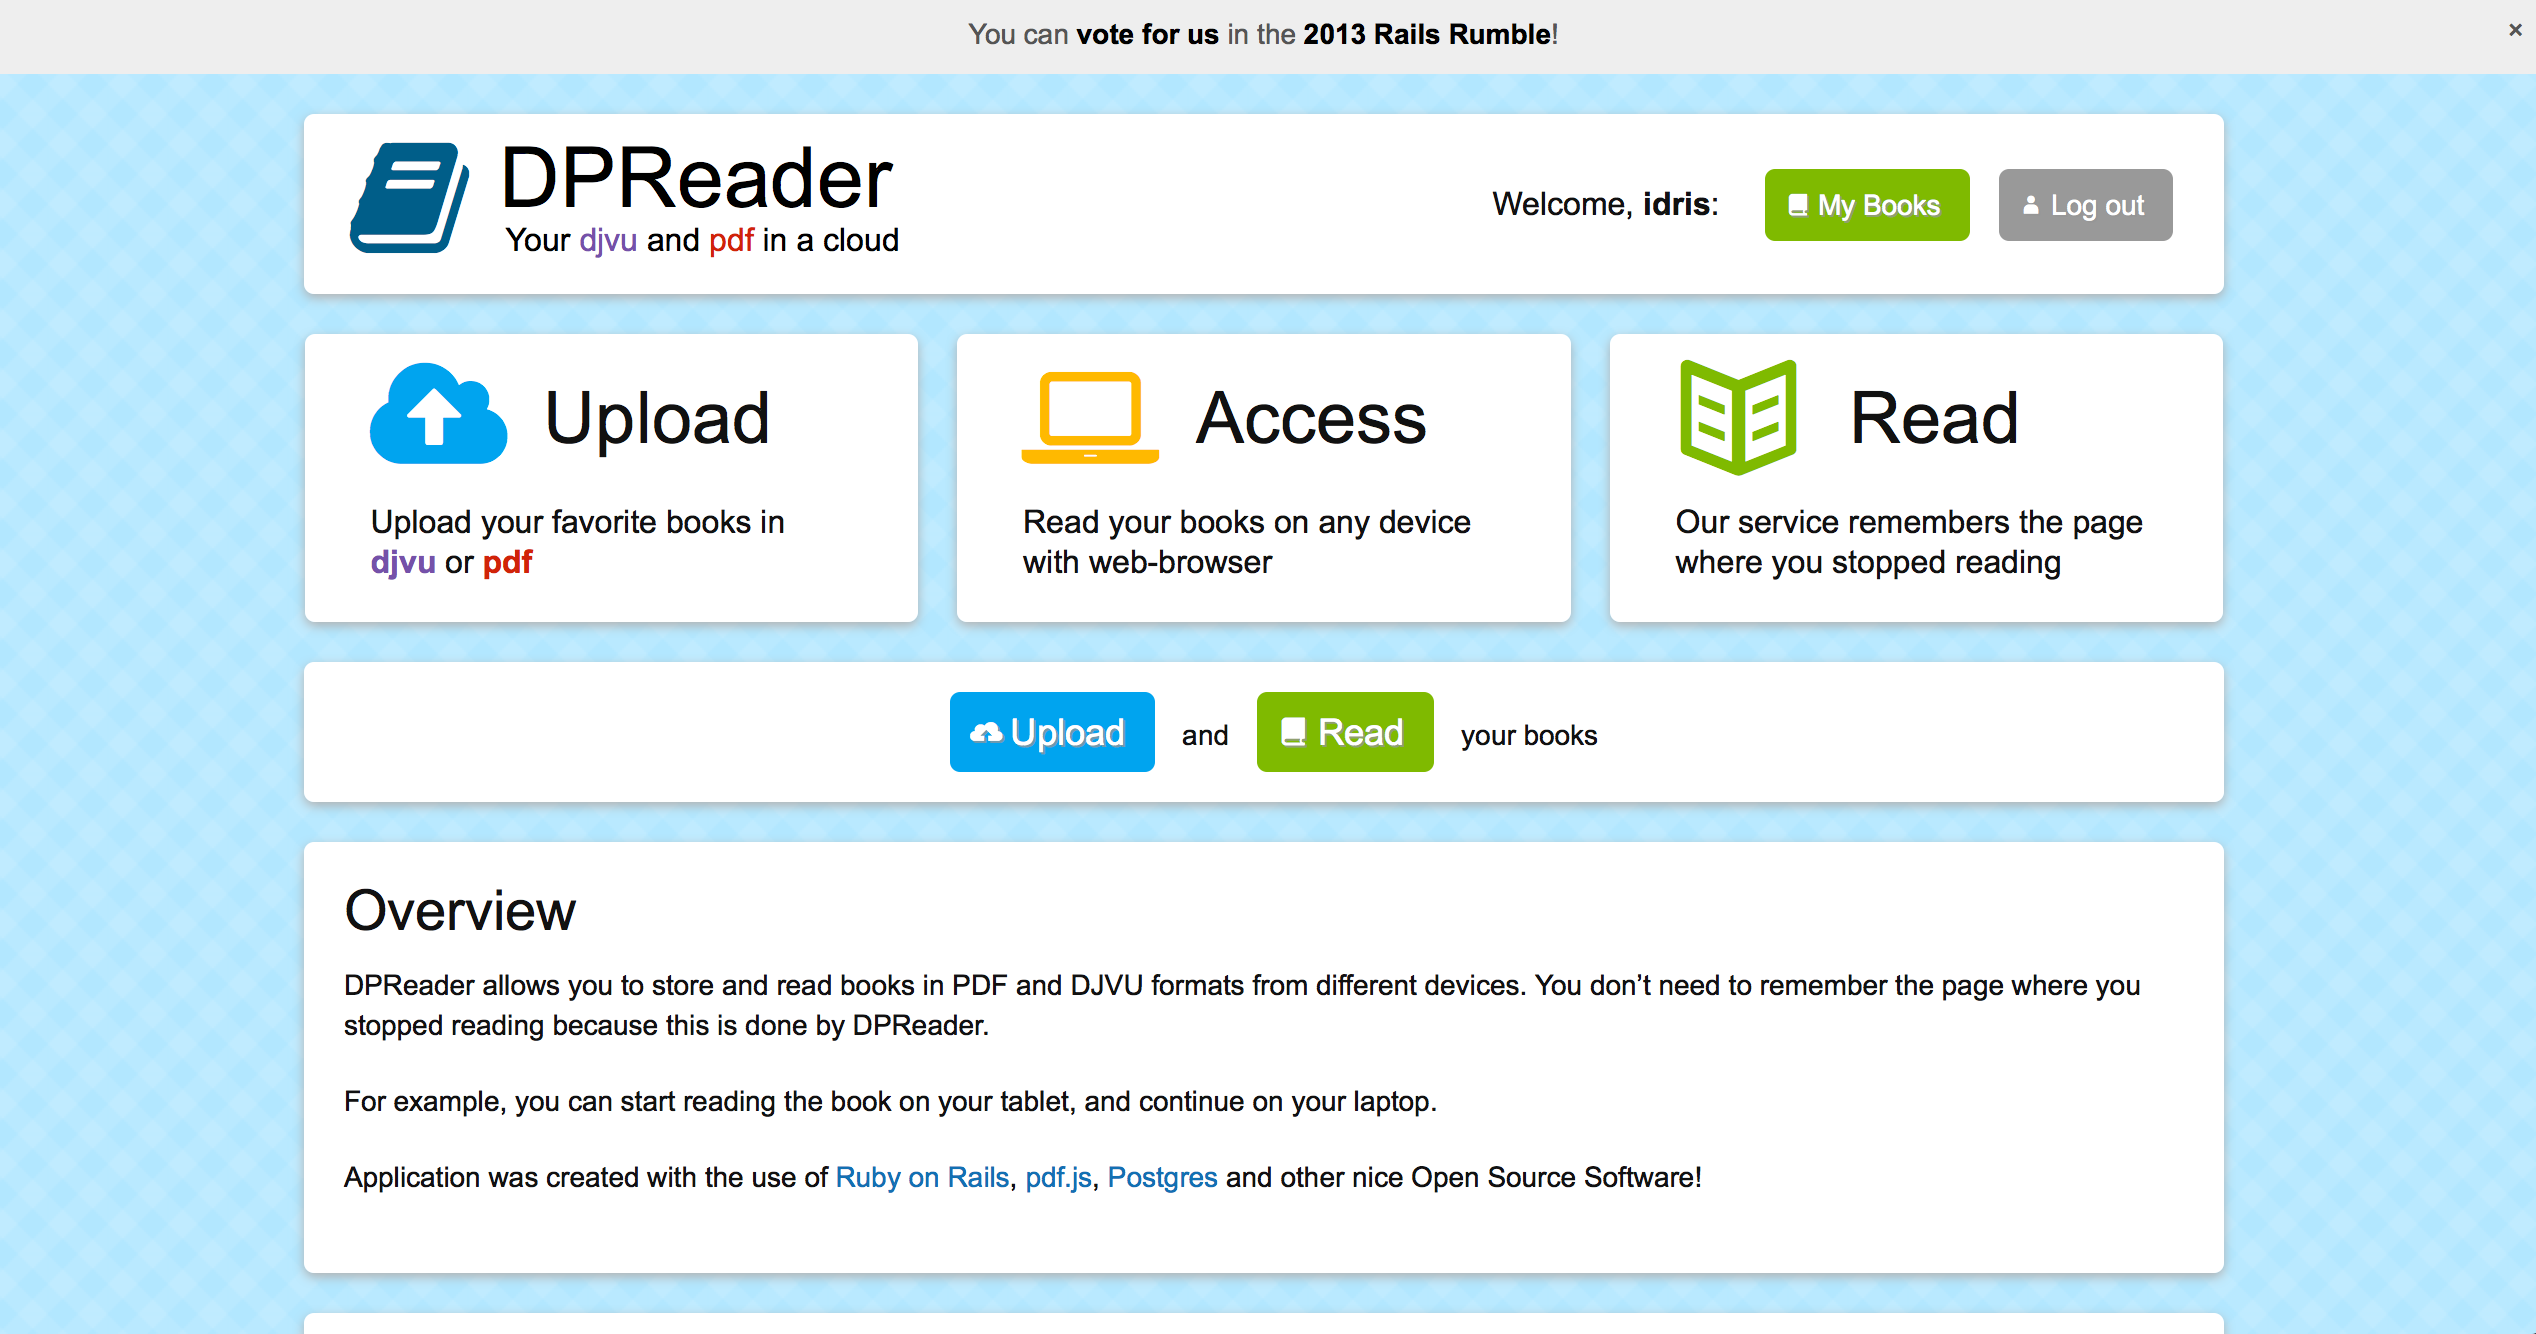 You can vote for us in the 2013 Rails Rumble!
×
DPReader
Your djvu and pdf in a cloud
Welcome, idris:
My Books
Log out
Upload
Upload your favorite books in
djvu or pdf
Access
Read your books on any device
with web-browser
Read
Our service remembers the page
where you stopped reading
Upload and Read your books
Overview
DPReader allows you to store and read books in PDF and DJVU formats from different devices. You don’t need to remember the page where you
stopped reading because this is done by DPReader.
For example, you can start reading the book on your tablet, and continue on your laptop.
Application was created with the use of Ruby on Rails, pdf.js, Postgres and other nice Open Source Software!